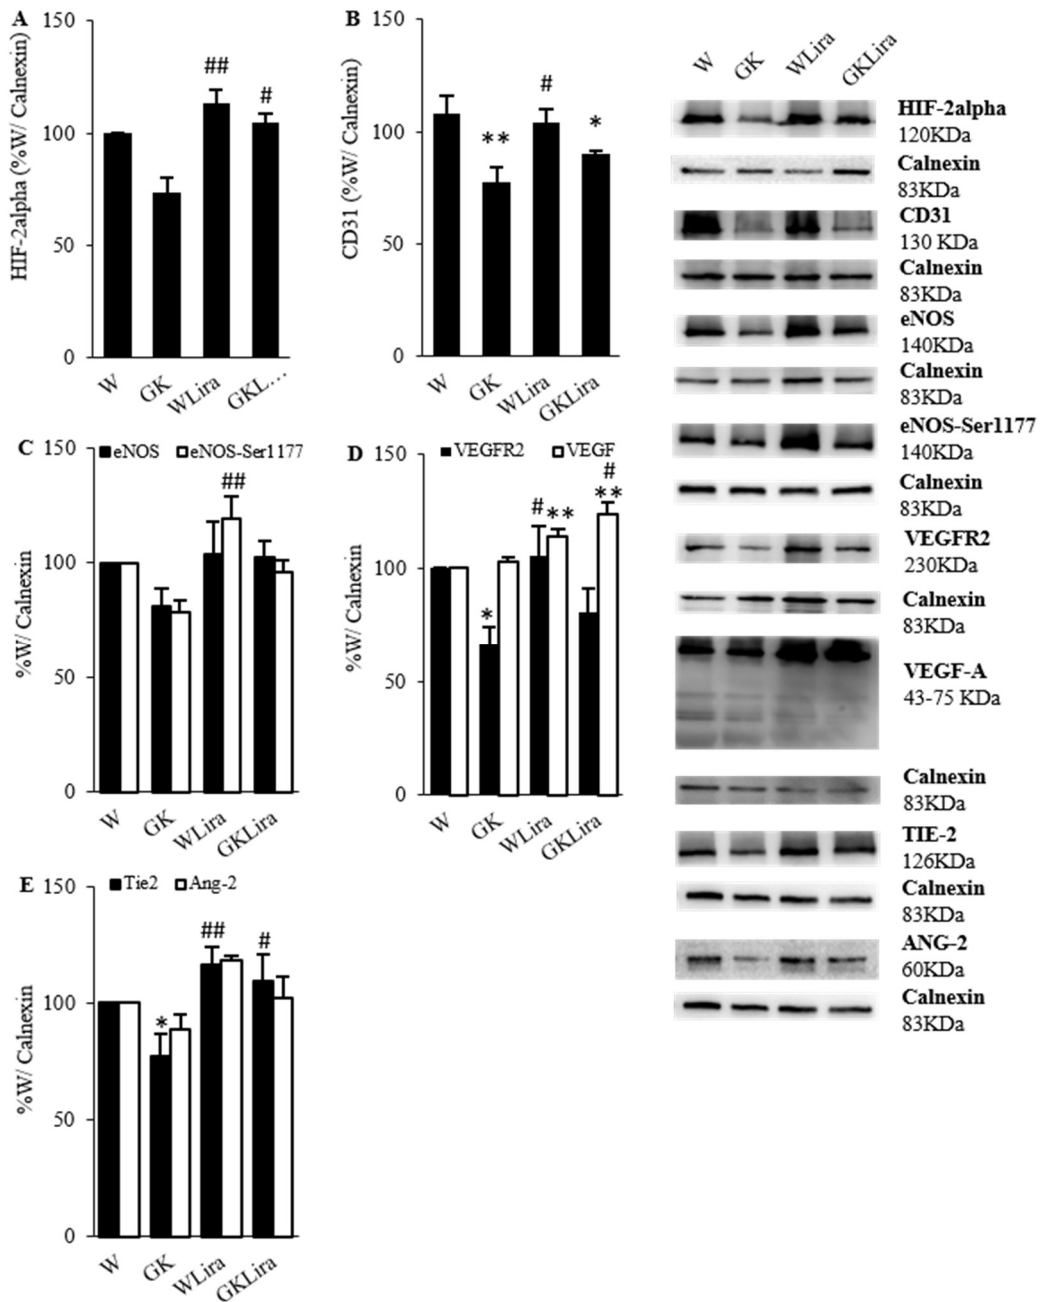 A
HIF-2alpha (%W/ Calnexin)
150
100
50
0
##
#
W
GK
WLira
GKL…
B
CD31 (%W/ Calnexin)
150
100
50
0
**
#
*
W
GK
WLira
GKLira
C
%W/ Calnexin
150
100
50
0
eNOS
eNOS-Ser1177
##
W
GK
WLira
GKLira
D
%W/ Calnexin
150
100
50
0
VEGFR2
VEGF
*
#
**
#
**
W
GK
WLira
GKLira
E
%W/ Calnexin
150
100
50
0
Tie2
Ang-2
*
##
#
W
GK
WLira
GKLira
W
GK
WLira
GKLira
HIF-2alpha
120KDa
Calnexin
83KDa
CD31
130 KDa
Calnexin
83KDa
eNOS
140KDa
Calnexin
83KDa
eNOS-Ser1177
140KDa
Calnexin
83KDa
VEGFR2
230KDa
Calnexin
83KDa
VEGF-A
43-75 KDa
Calnexin
83KDa
TIE-2
126KDa
Calnexin
83KDa
ANG-2
60KDa
Calnexin
83KDa